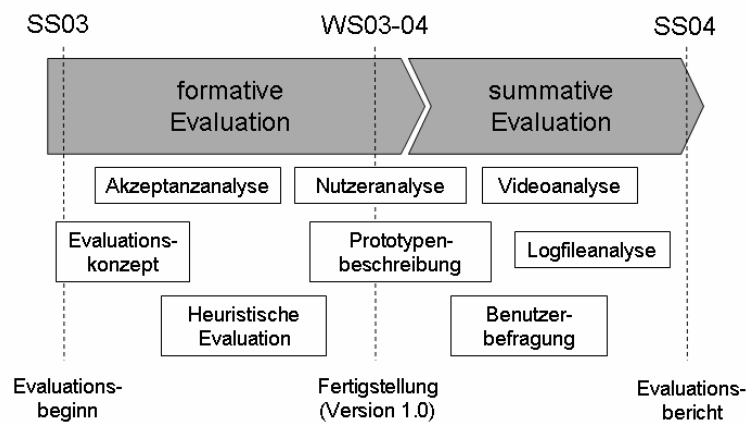 SS03
WS03-04
SS04
formative
Evaluation
summative
Evaluation
Akzeptanzanalyse
Nutzeranalyse
Videoanalyse
Evaluations-
konzept
Prototypen-
beschreibung
Logfileanalyse
Heuristische
Evaluation
Benutzer-
befragung
Evaluations-
beginn
Fertigstellung
(Version 1.0)
Evaluations-
bericht